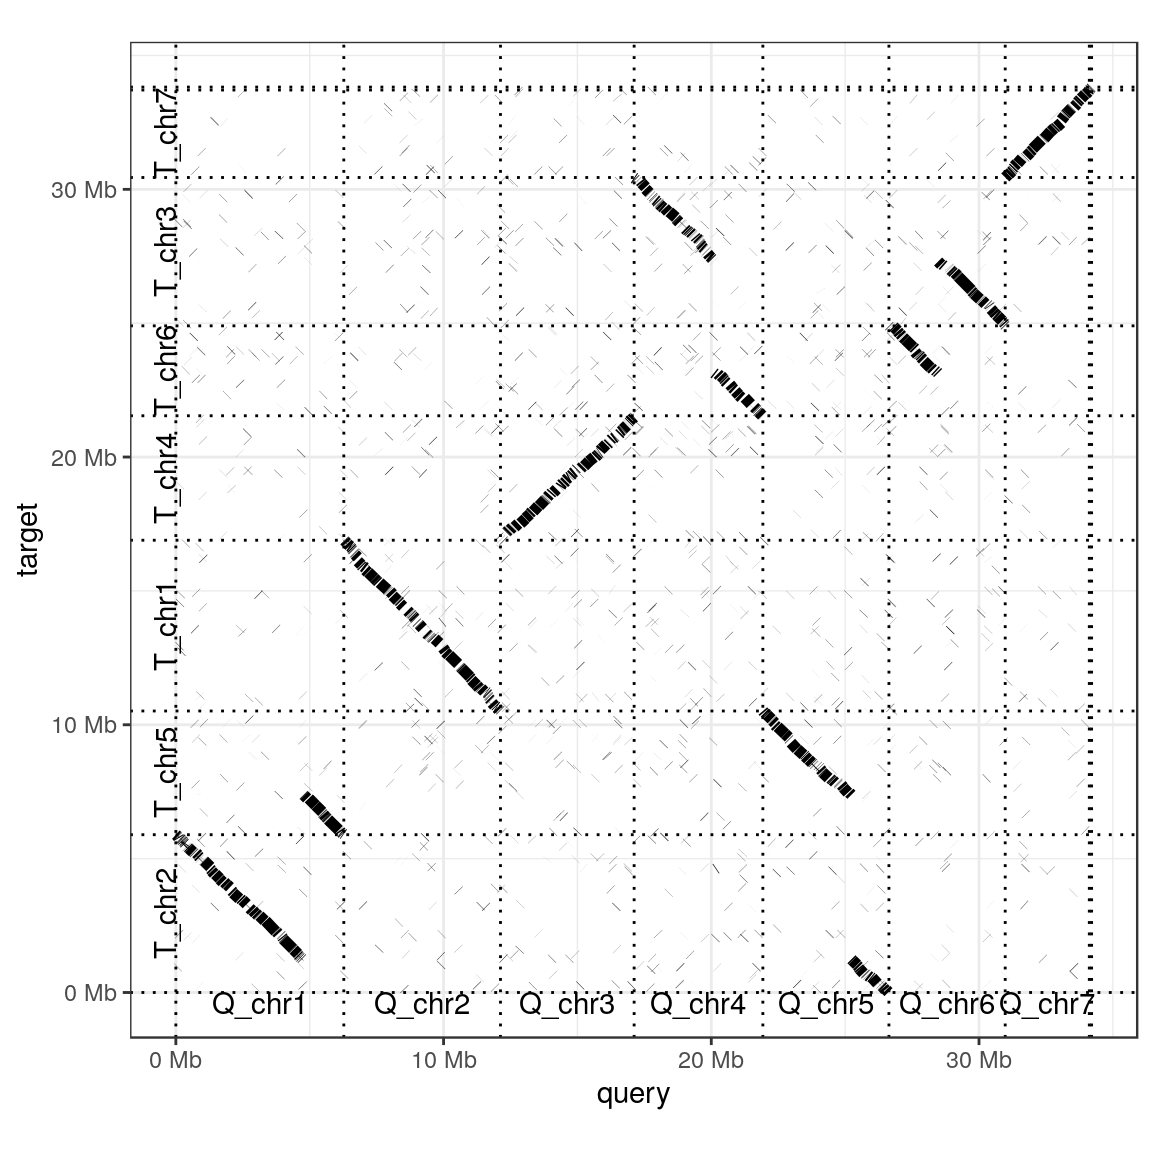 T_chr7
30 Mb
T_chr3
T_chr6
T_chr4
20 Mb
target
T_chr1
10 Mb
T_chr5
T_chr2
0 Mb
Q_chr1 Q_chr2 Q_chr3 Q_chr4 Q_chr5 Q_chr6 Q_chr7
0 Mb 10 Mb 20 Mb 30 Mb
query